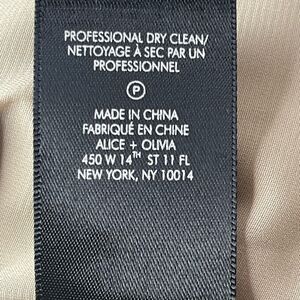 PROFESSIONAL DRY CLEAN/
NETTOYAGE À SEC PAR UN
PROFESSIONNEL
P
MADE IN CHINA
FABRIQUÉ EN CHINE
ALICE + OLIVIA
450 W 14TH ST 11 FL
NEW YORK, NY 10014